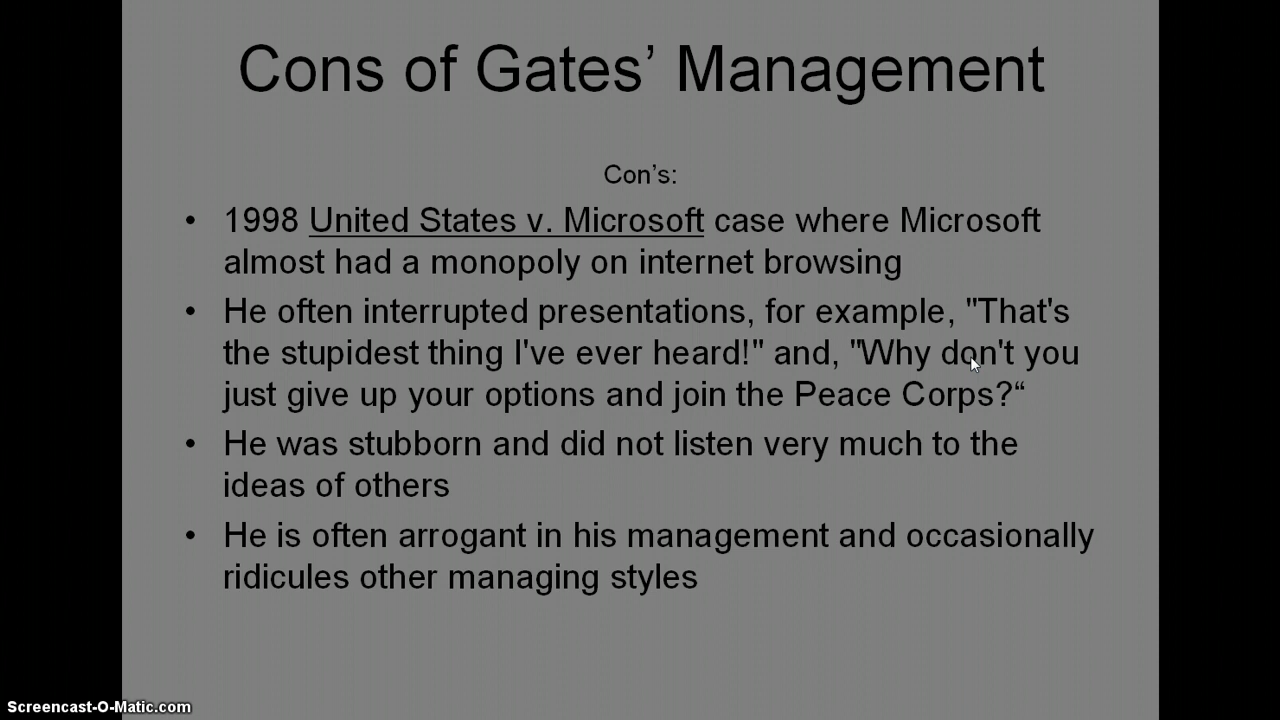 Cons of Gates’ Management
Con’s:
• 1998 United States v. Microsoft case where Microsoft
almost had a monopoly on internet browsing
• He often interrupted presentations, for example, "That's
the stupidest thing I've ever heard!" and, "Why don't you
just give up your options and join the Peace Corps?“
• He was stubborn and did not listen very much to the
ideas of others
• He is often arrogant in his management and occasionally
ridicules other managing styles
Screencast-O-Matic.com